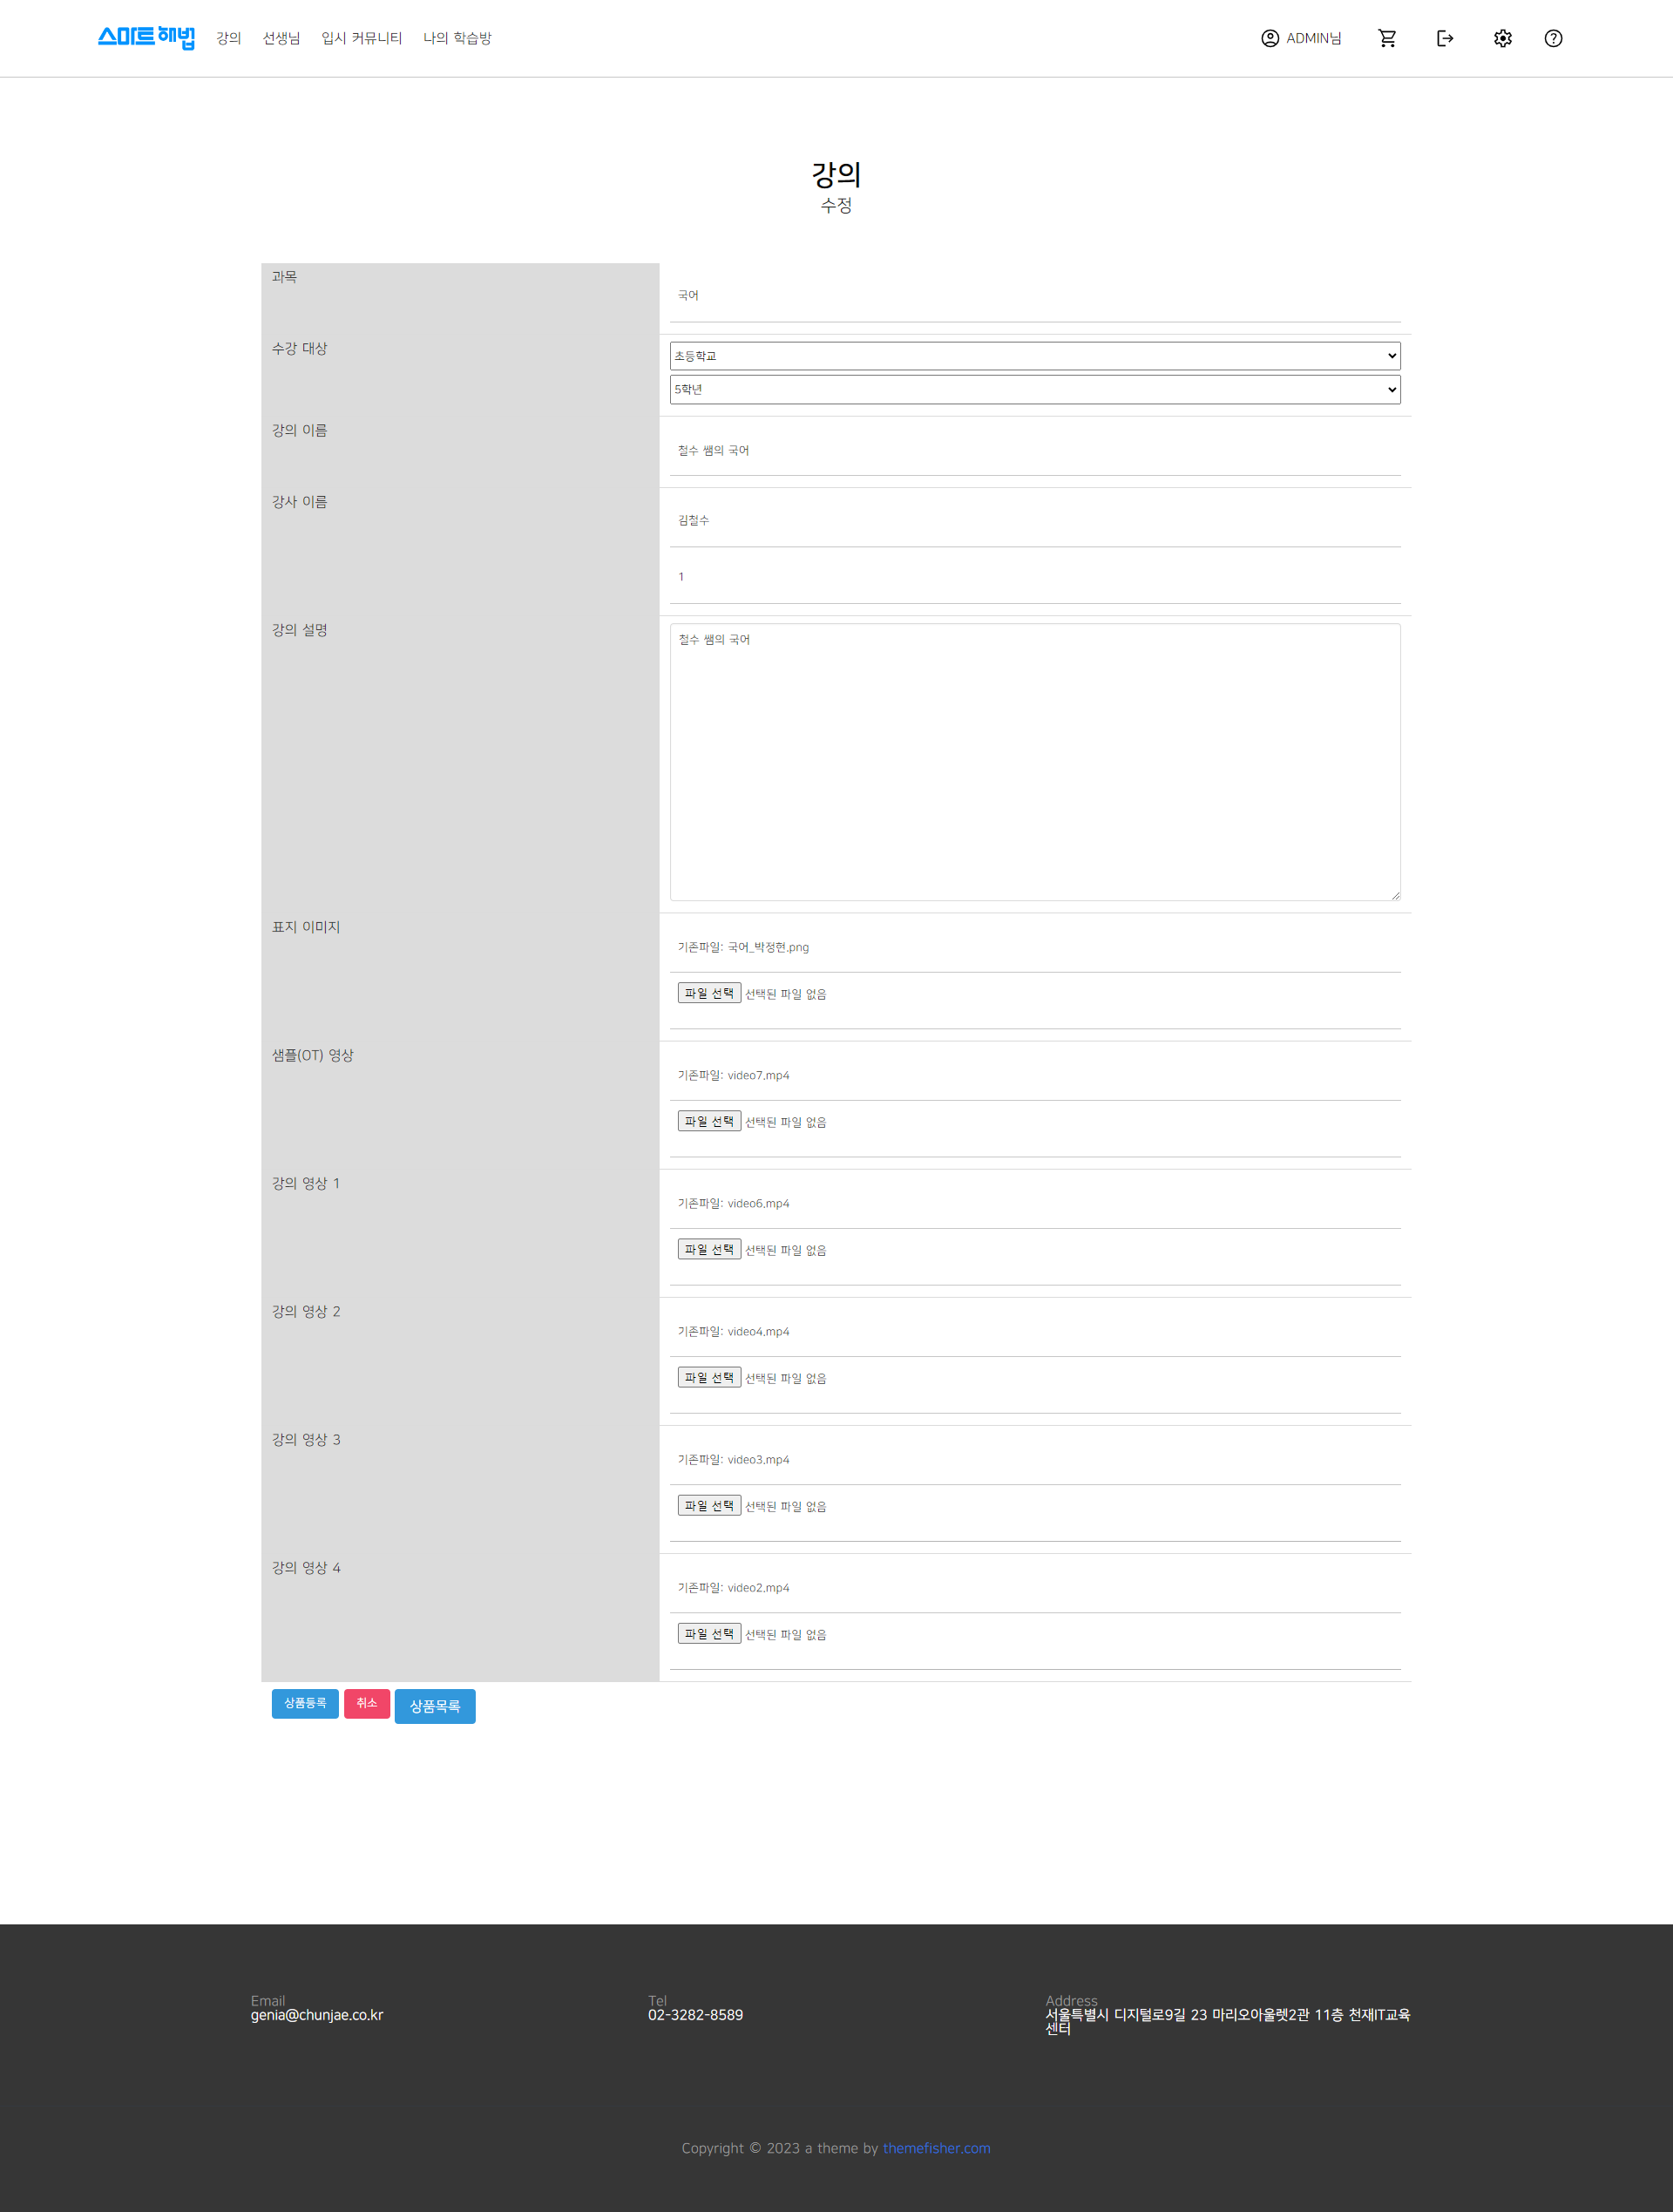 스마트해법 강의 선생님 입시 커뮤니티 나의 학습방 ADMIN님
강의
수정
과목
국어
수강 대상
초등학교
5학년
강의 이름
철수 쌤의 국어
강사 이름
김철수
1
강의 설명
철수 쌤의 국어
표지 이미지
기존파일: 국어_박정현.png
파일 선택 선택된 파일 없음
샘플(OT) 영상
기존파일: video7.mp4
파일 선택 선택된 파일 없음
강의 영상 1
기존파일: video6.mp4
파일 선택 선택된 파일 없음
강의 영상 2
기존파일: video4.mp4
파일 선택 선택된 파일 없음
강의 영상 3
기존파일: video3.mp4
파일 선택 선택된 파일 없음
강의 영상 4
기존파일: video2.mp4
파일 선택 선택된 파일 없음
상품등록 취소 상품목록
Email
genia@chunjae.co.kr
Tel
02-3282-8589
Address
서울특별시 디지털로9길 23 마리오아울렛2관 11층 천재IT교육
센터
Copyright © 2023 a theme by themefisher.com